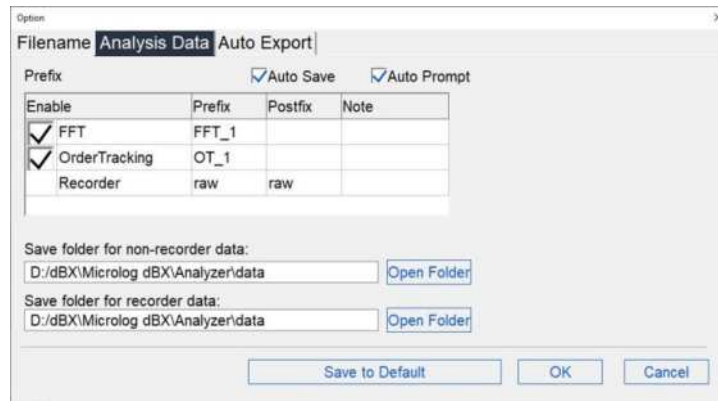 Option
Filename Analysis Data Auto Export
Prefix Auto Save Auto Prompt
Enable Prefix Postfix Note
FFT FFT_1
OrderTracking OT_1
Recorder raw raw
Save folder for non-recorder data:
D:/dBX\Microlog dBX\Analyzer\data Open Folder
Save folder for recorder data:
D:/dBX\Microlog dBX\Analyzer\data Open Folder
Save to Default OK Cancel